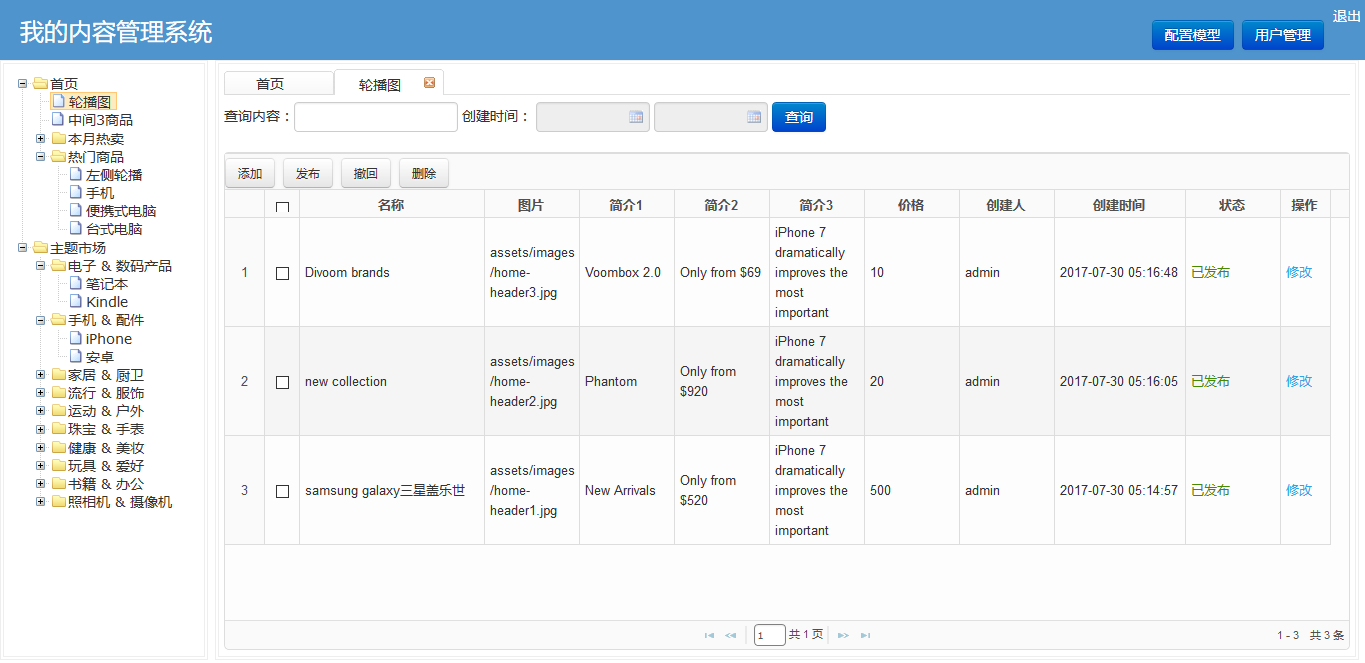 我的内容管理系统
配置模型 用户管理 退出
首页
轮播图
中间3商品
本月热卖
热门商品
左侧轮播
手机
便携式电脑
台式电脑
主题市场
电子 & 数码产品
笔记本
Kindle
手机 & 配件
iPhone
安卓
家居 & 厨卫
流行 & 服饰
运动 & 户外
珠宝 & 手表
健康 & 美妆
玩具 & 爱好
书籍 & 办公
照相机 & 摄像机
首页 轮播图
查询内容： 创建时间： 查询
添加 发布 撤回 删除
名称 图片 简介1 简介2 简介3 价格 创建人 创建时间 状态 操作
1 Divoom brands assets/images/home-header3.jpg Voombox 2.0 Only from $69 iPhone 7 dramatically improves the most important 10 admin 2017-07-30 05:16:48 已发布 修改
2 new collection assets/images/home-header2.jpg Phantom Only from $920 iPhone 7 dramatically improves the most important 20 admin 2017-07-30 05:16:05 已发布 修改
3 samsung galaxy三星盖乐世 assets/images/home-header1.jpg New Arrivals Only from $520 iPhone 7 dramatically improves the most important 500 admin 2017-07-30 05:14:57 已发布 修改
1 共 1 页
1 - 3 共 3 条